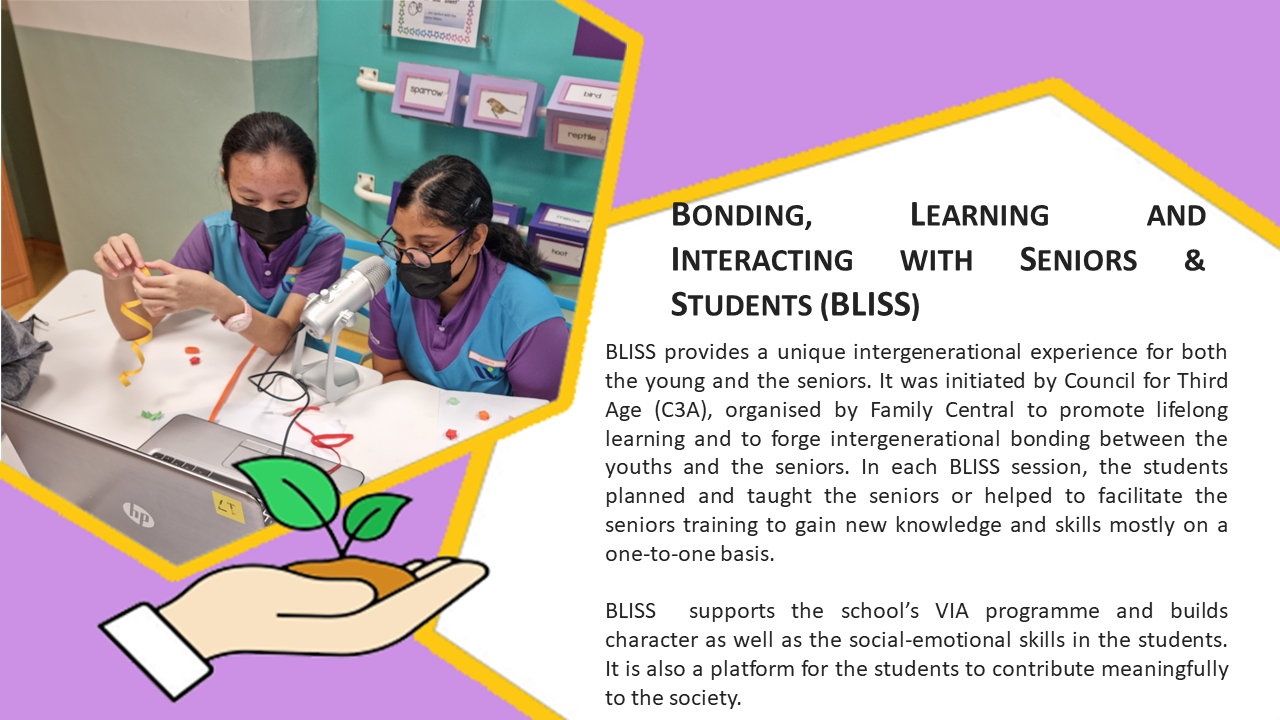 sparrow
bird
reptile
meow
hoot
hp
LT
BONDING, LEARNING AND
INTERACTING WITH SENIORS &
STUDENTS (BLISS)
BLISS provides a unique intergenerational experience for both
the young and the seniors. It was initiated by Council for Third
Age (C3A), organised by Family Central to promote lifelong
learning and to forge intergenerational bonding between the
youths and the seniors. In each BLISS session, the students
planned and taught the seniors or helped to facilitate the
seniors training to gain new knowledge and skills mostly on a
one-to-one basis.
BLISS supports the school’s VIA programme and builds
character as well as the social-emotional skills in the students.
It is also a platform for the students to contribute meaningfully
to the society.